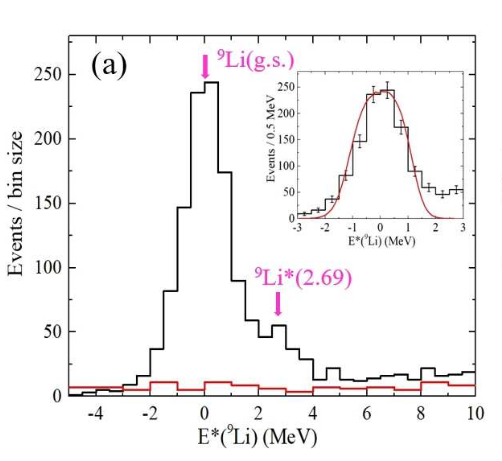 (a)
⁹Li(g.s.)
⁹Li*(2.69)
Events / bin size
250
200
150
100
50
0
-4 -2 0 2 4 6 8 10
E*(⁹Li) (MeV)
Events / 0.5 MeV
250
200
150
100
50
0
-3 -2 -1 0 1 2 3
E*(⁹Li) (MeV)